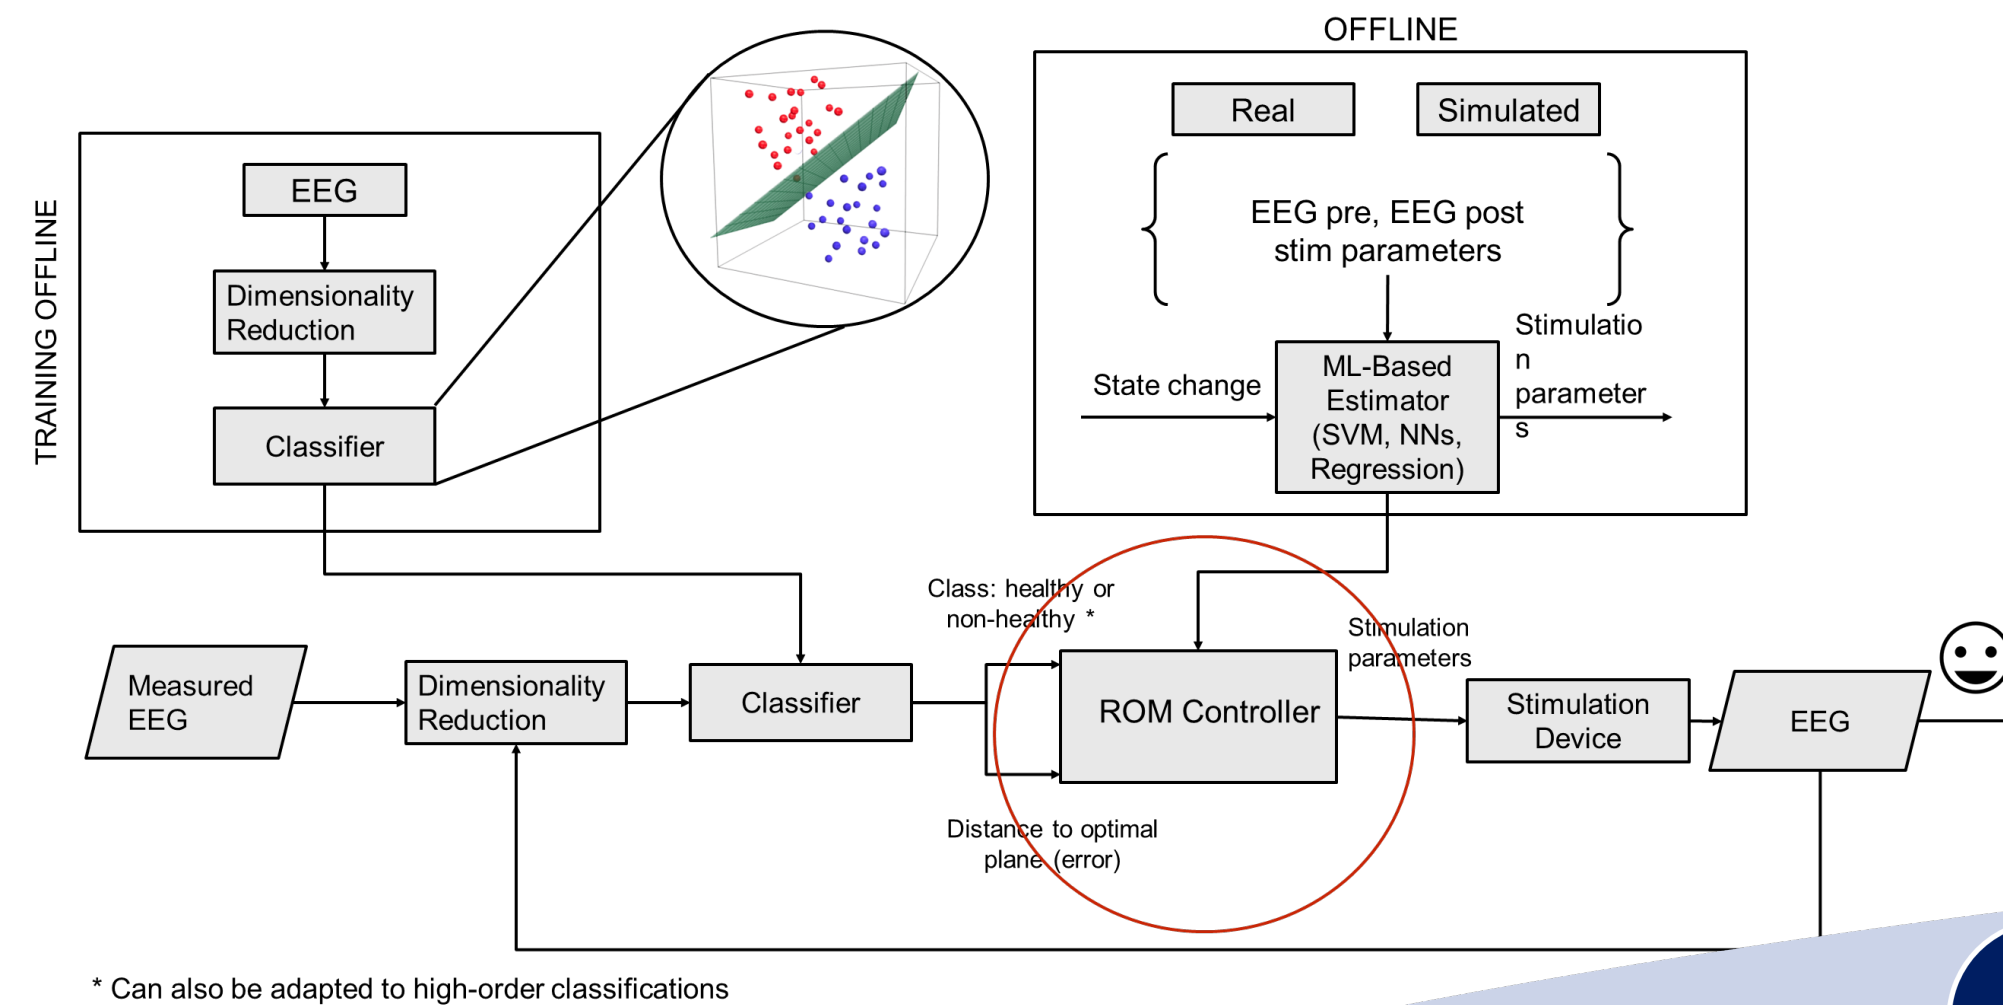 OFFLINE
Real
Simulated
EEG pre, EEG post
stim parameters
TRAINING OFFLINE
EEG
Dimensionality
Reduction
Classifier
State change
ML-Based
Estimator
(SVM, NNs,
Regression)
Stimulatio
n
parameter
s
Class: healthy or
non-healthy *
Stimulation
parameters
Measured
EEG
Dimensionality
Reduction
Classifier
ROM Controller
Stimulation
Device
EEG
Distance to optimal
plane (error)
* Can also be adapted to high-order classifications